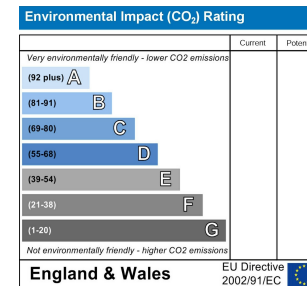 Environmental Impact (CO₂) Rating
Current Poten
Very environmentally friendly - lower CO2 emissions
(92 plus) A
(81-91) B
(69-80) C
(55-68) D
(39-54) E
(21-38) F
(1-20) G
Not environmentally friendly - higher CO2 emissions
England & Wales
EU Directive
2002/91/EC